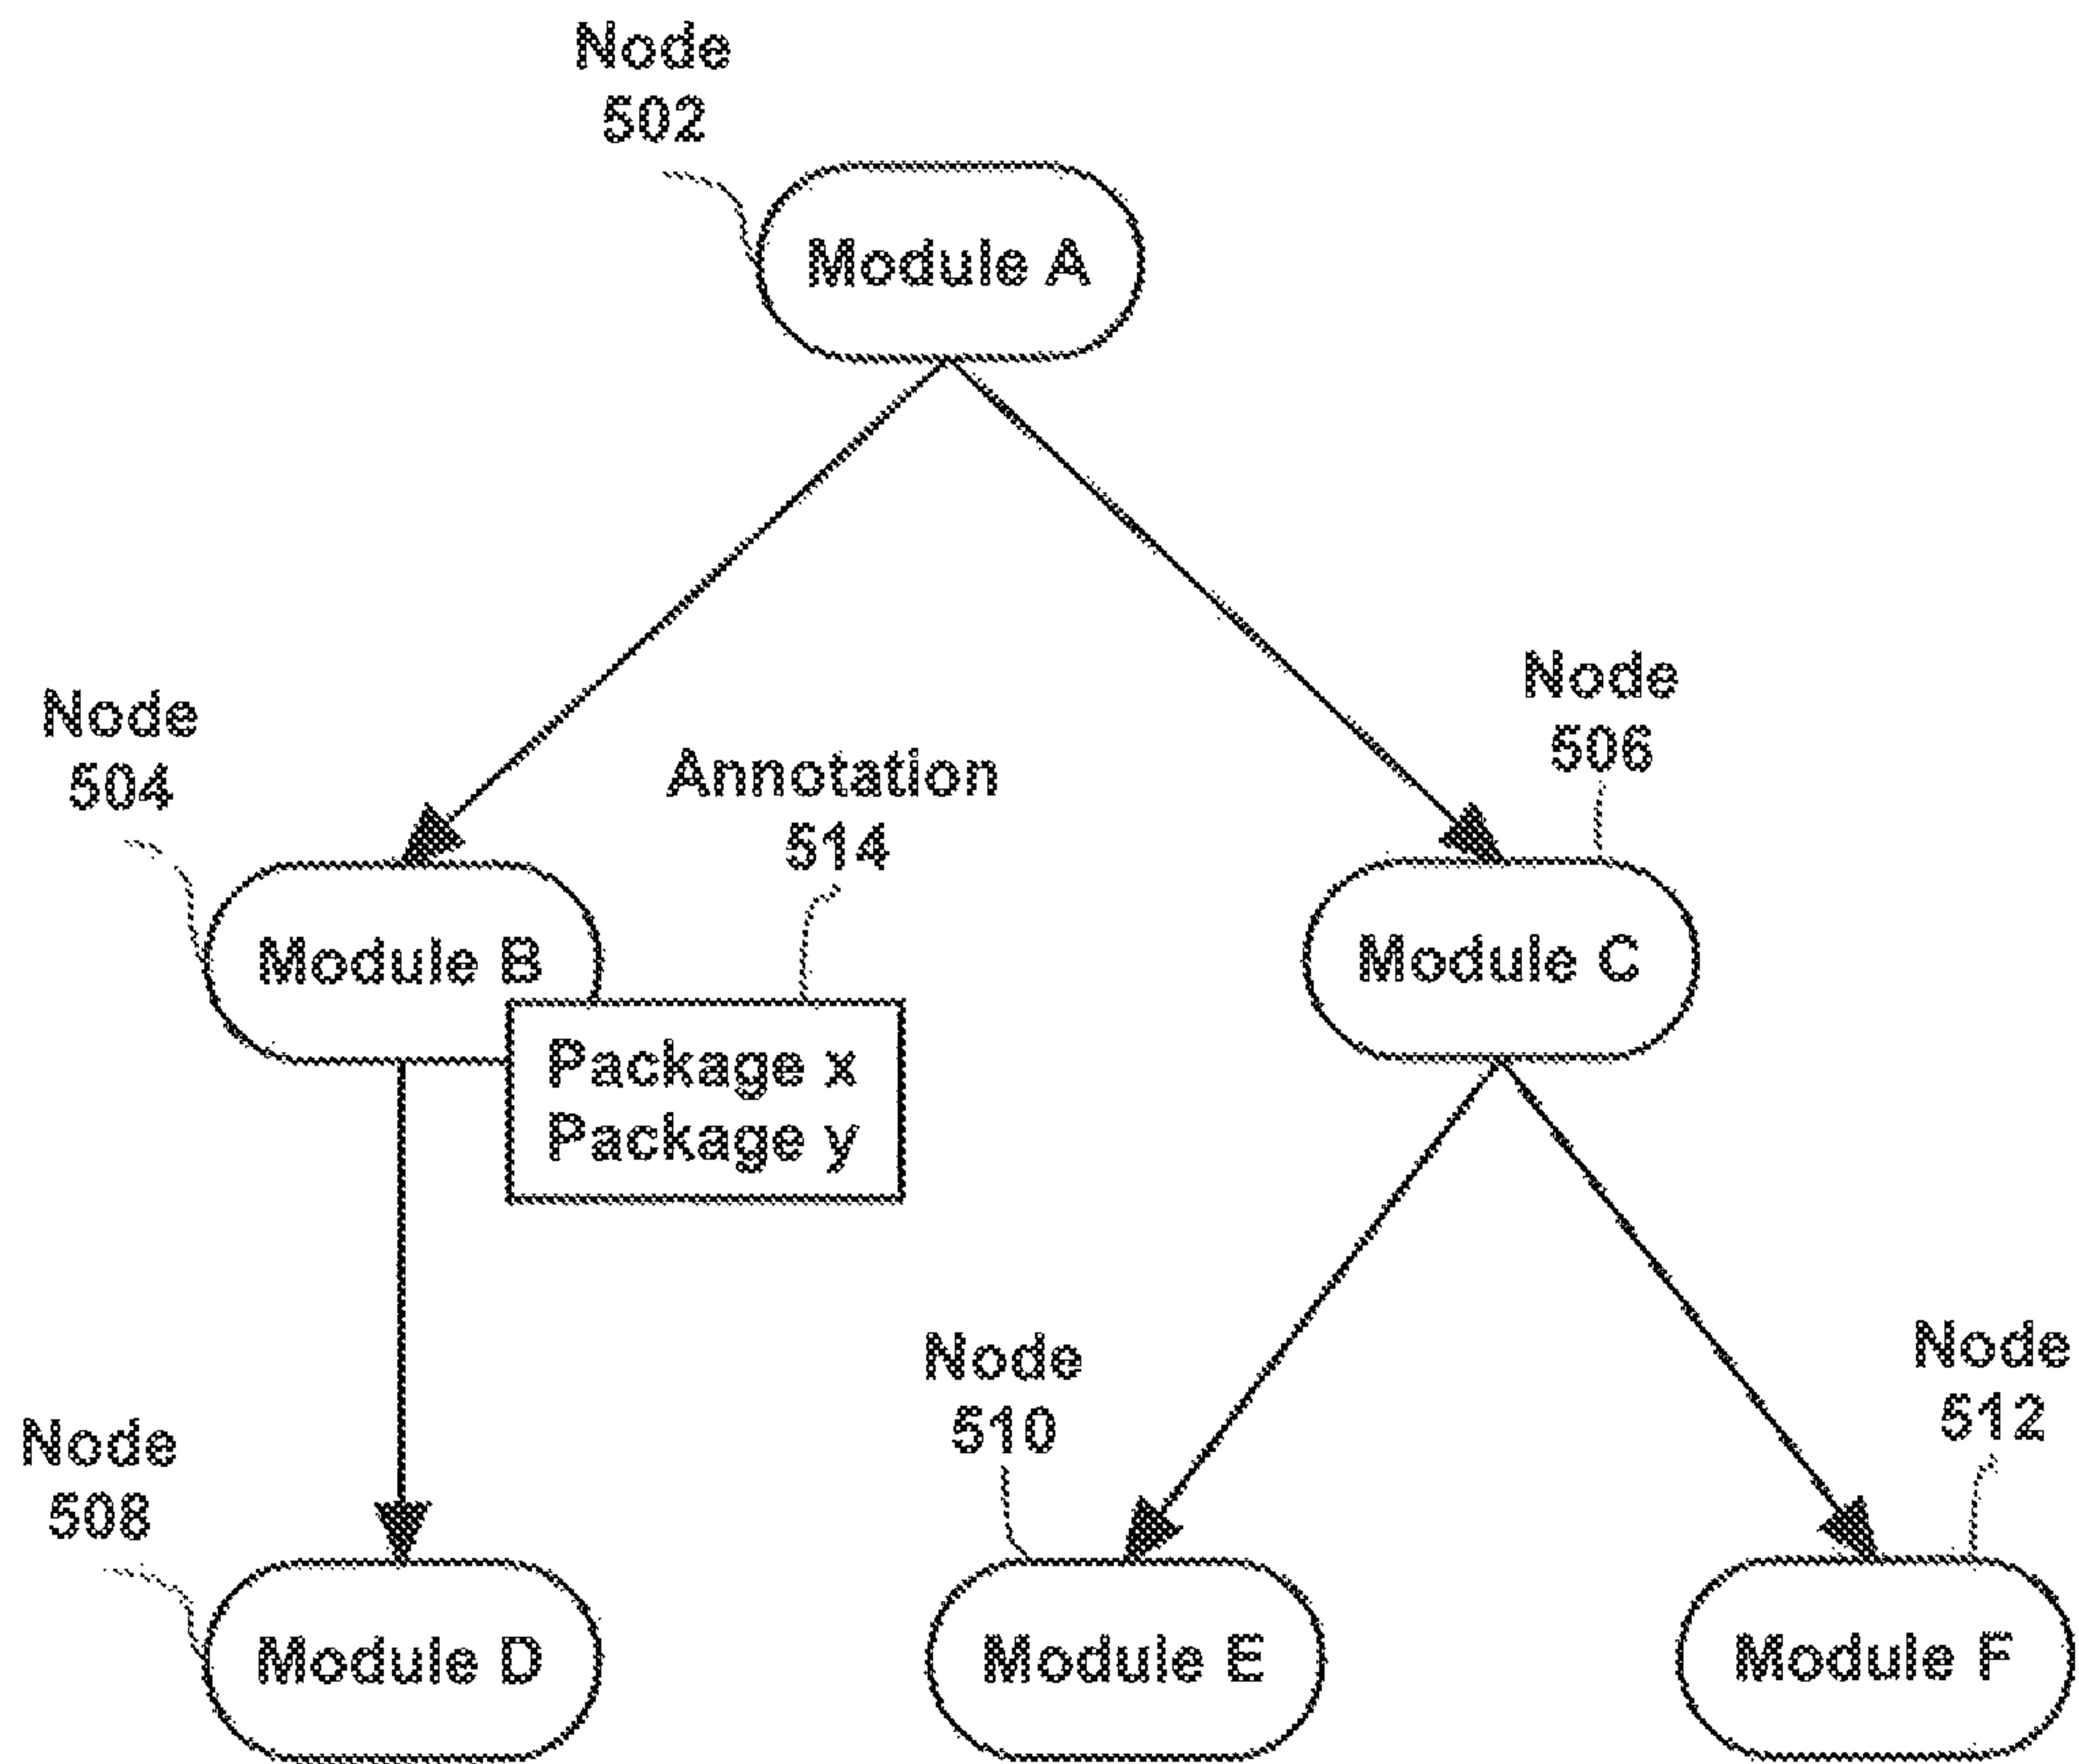 Node
502
Module A
Node
504
Annotation
514
Node
506
Module B
Package x
Package y
Module C
Node
508
Node
510
Node
512
Module D
Module E
Module F